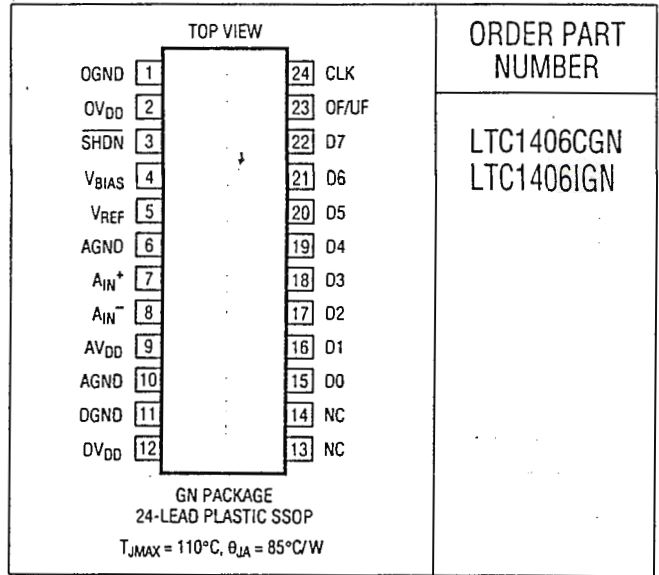 TOP VIEW
OGND 1
OVDD 2
S̅H̅D̅N̅ 3
VBIAS 4
VREF 5
AGND 6
AIN+ 7
AIN− 8
AVDD 9
AGND 10
DGND 11
DVDD 12
24 CLK
23 OF/UF
22 D7
21 D6
20 D5
19 D4
18 D3
17 D2
16 D1
15 D0
14 NC
13 NC
GN PACKAGE
24-LEAD PLASTIC SSOP
TJMAX = 110°C, θJA = 85°C/W
ORDER PART
NUMBER
LTC1406CGN
LTC1406IGN